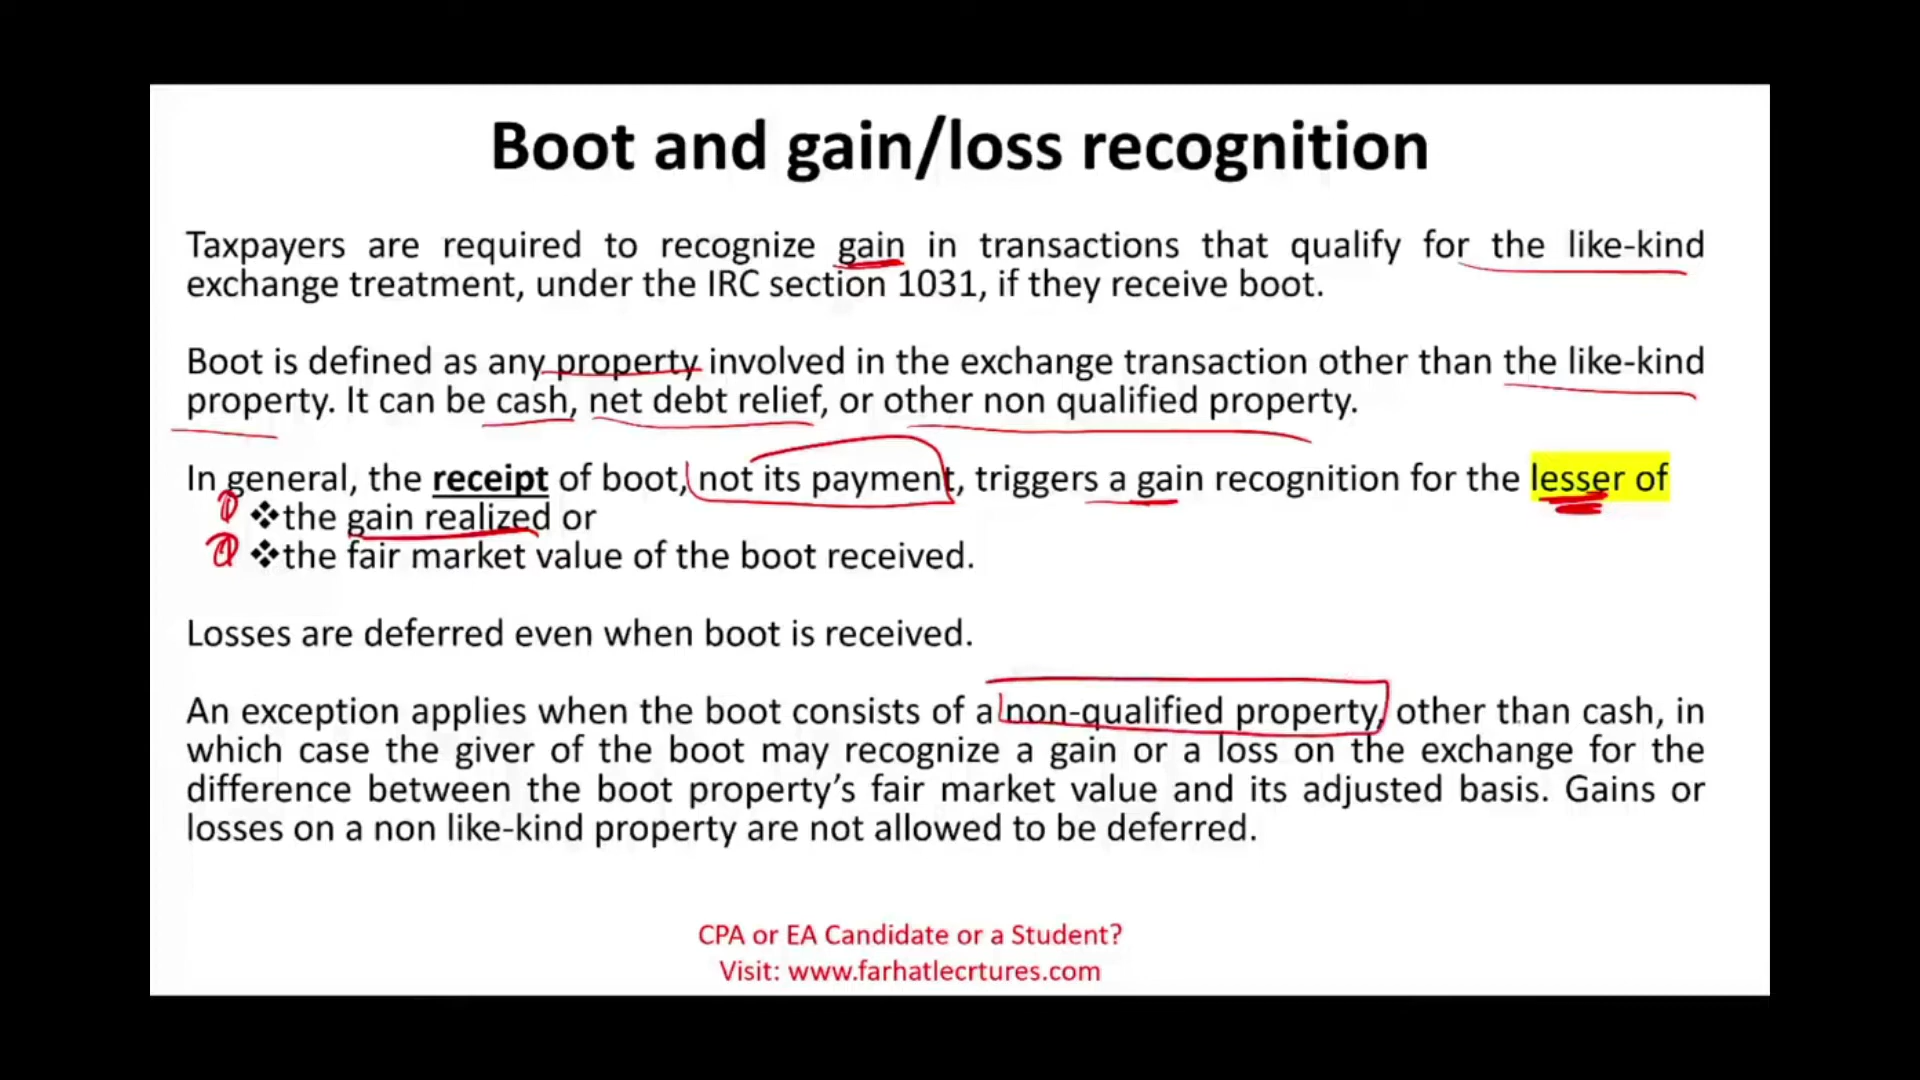 Boot and gain/loss recognition
Taxpayers are required to recognize gain in transactions that qualify for the like-kind
exchange treatment, under the IRC section 1031, if they receive boot.
Boot is defined as any property involved in the exchange transaction other than the like-kind
property. It can be cash, net debt relief, or other non qualified property.
In general, the receipt of boot, not its payment, triggers a gain recognition for the lesser of
❖the gain realized or
❖the fair market value of the boot received.
Losses are deferred even when boot is received.
An exception applies when the boot consists of a non-qualified property, other than cash, in
which case the giver of the boot may recognize a gain or a loss on the exchange for the
difference between the boot property’s fair market value and its adjusted basis. Gains or
losses on a non like-kind property are not allowed to be deferred.
CPA or EA Candidate or a Student?
Visit: www.farhatlecrtures.com